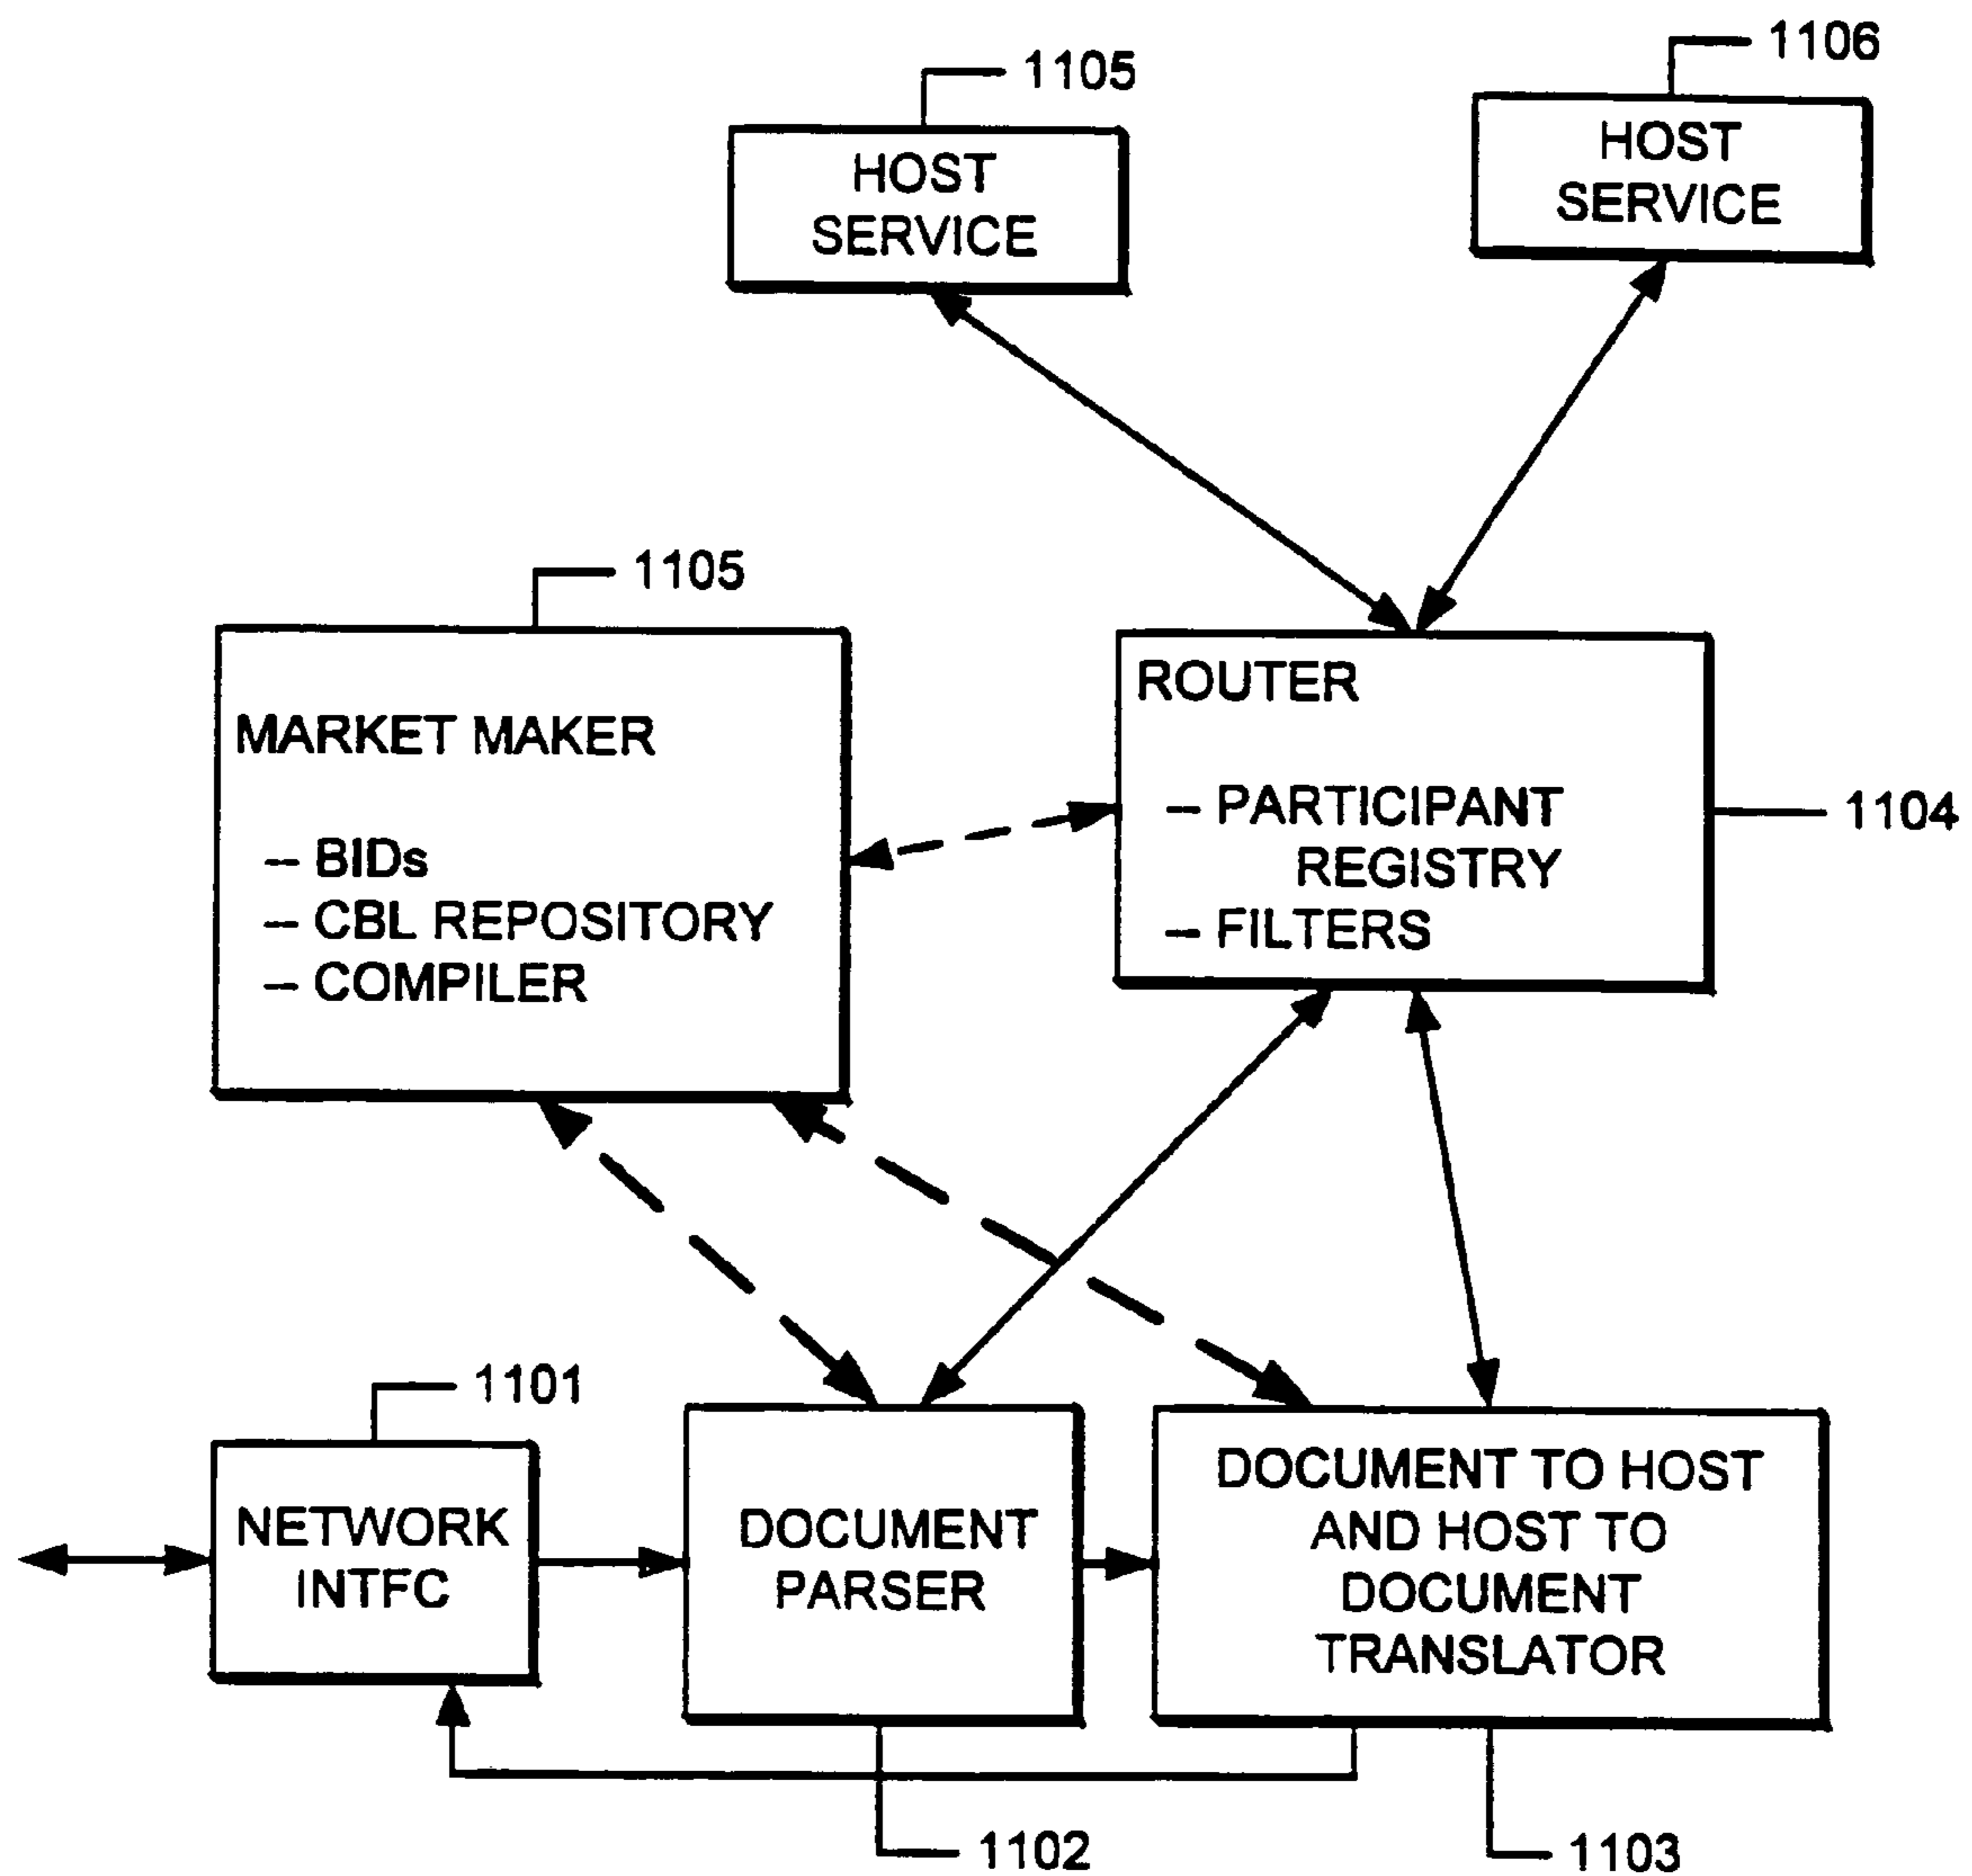 1106
1105
HOST
SERVICE
HOST
SERVICE
1105
MARKET MAKER
– BIDs
– CBL REPOSITORY
– COMPILER
ROUTER
– PARTICIPANT
REGISTRY
– FILTERS
1104
1101
NETWORK
INTFC
DOCUMENT
PARSER
DOCUMENT TO HOST
AND HOST TO
DOCUMENT
TRANSLATOR
1102
1103